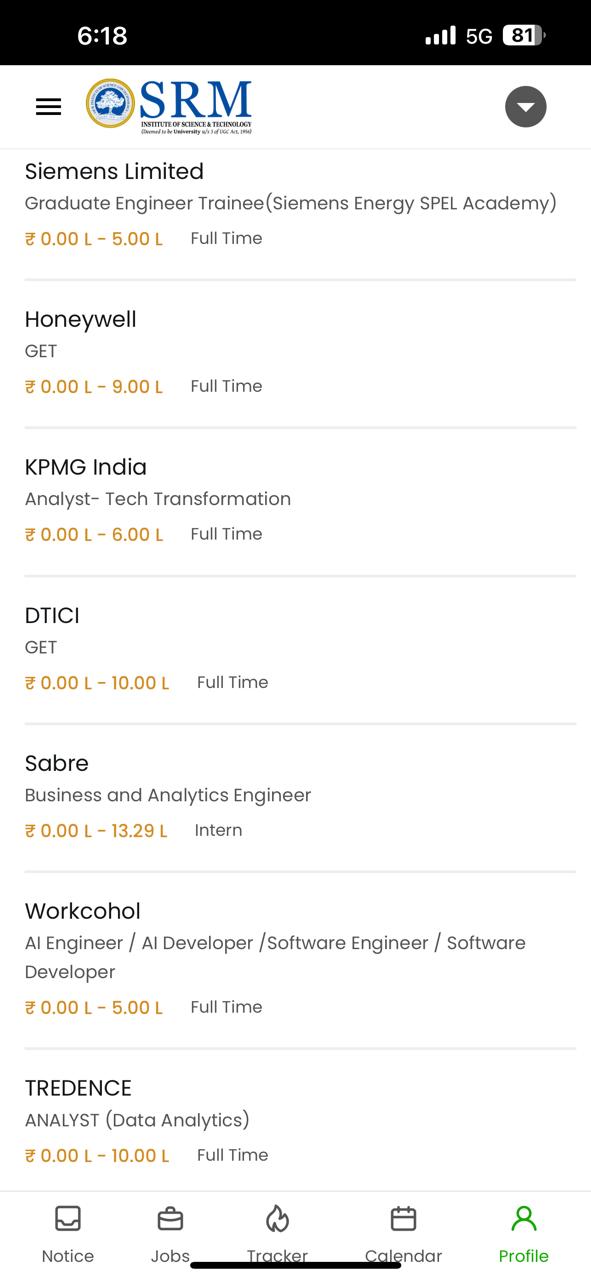 6:18
5G 81
SRM
INSTITUTE OF SCIENCE & TECHNOLOGY
(Deemed to be University u/s 3 of UGC Act, 1956)
Siemens Limited
Graduate Engineer Trainee(Siemens Energy SPEL Academy)
₹ 0.00 L - 5.00 L Full Time
Honeywell
GET
₹ 0.00 L - 9.00 L Full Time
KPMG India
Analyst- Tech Transformation
₹ 0.00 L - 6.00 L Full Time
DTICI
GET
₹ 0.00 L - 10.00 L Full Time
Sabre
Business and Analytics Engineer
₹ 0.00 L - 13.29 L Intern
Workcohol
AI Engineer / AI Developer /Software Engineer / Software
Developer
₹ 0.00 L - 5.00 L Full Time
TREDENCE
ANALYST (Data Analytics)
₹ 0.00 L - 10.00 L Full Time
Notice Jobs Tracker Calendar Profile